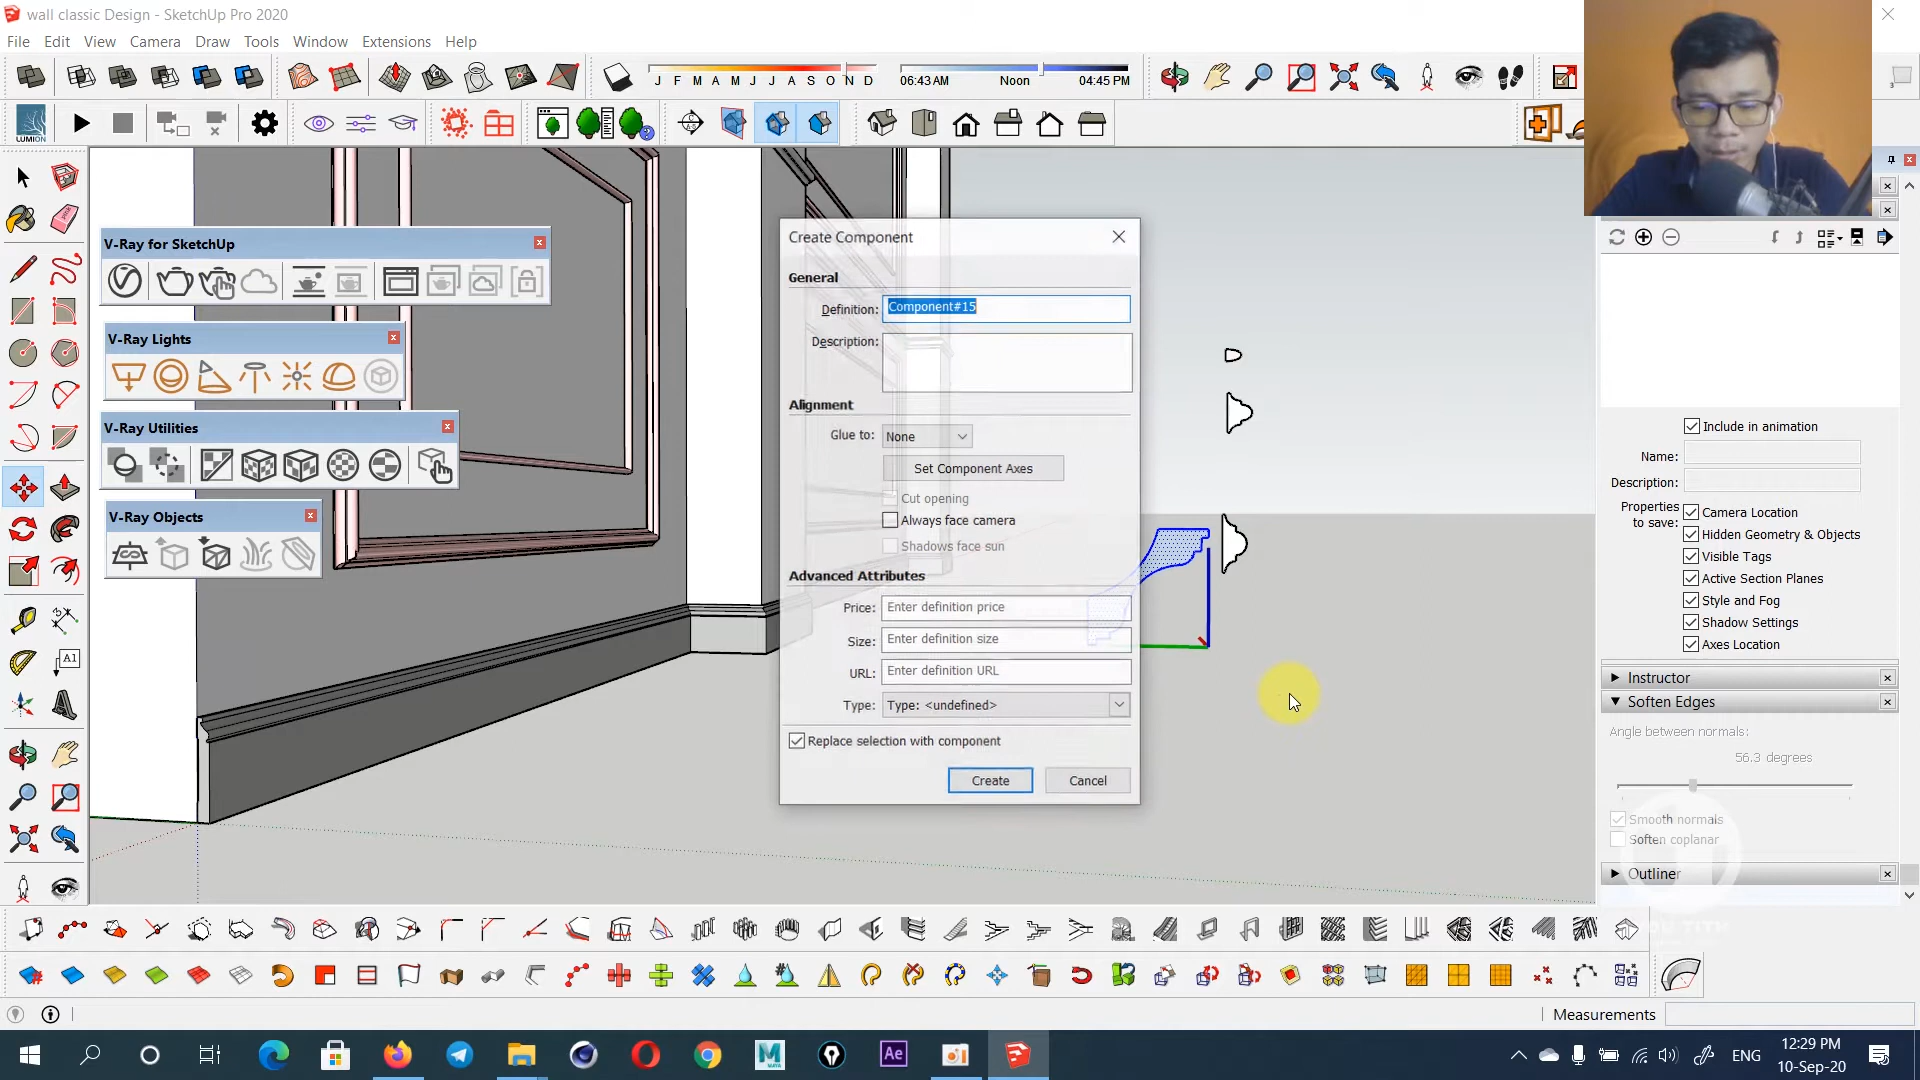 wall classic Design - SketchUp Pro 2020
File Edit View Camera Draw Tools Window Extensions Help
J F M A M J J A S O N D
06:43 AM Noon 04:45 PM
LUMION
V-Ray for SketchUp
V-Ray Lights
V-Ray Utilities
V-Ray Objects
A1
Create Component
General
Definition: Component#15
Description:
Alignment
Glue to: None
Set Component Axes
Cut opening
Always face camera
Shadows face sun
Advanced Attributes
Price: Enter definition price
Size: Enter definition size
URL: Enter definition URL
Type: Type: <undefined>
Replace selection with component
Create Cancel
Include in animation
Name:
Description:
Properties to save:
Camera Location
Hidden Geometry & Objects
Visible Tags
Active Section Planes
Style and Fog
Shadow Settings
Axes Location
Instructor
Soften Edges
Angle between normals:
56.3 degrees
Smooth normals
Soften coplanar
Outliner
Measurements
Ae
ENG
12:29 PM
10-Sep-20